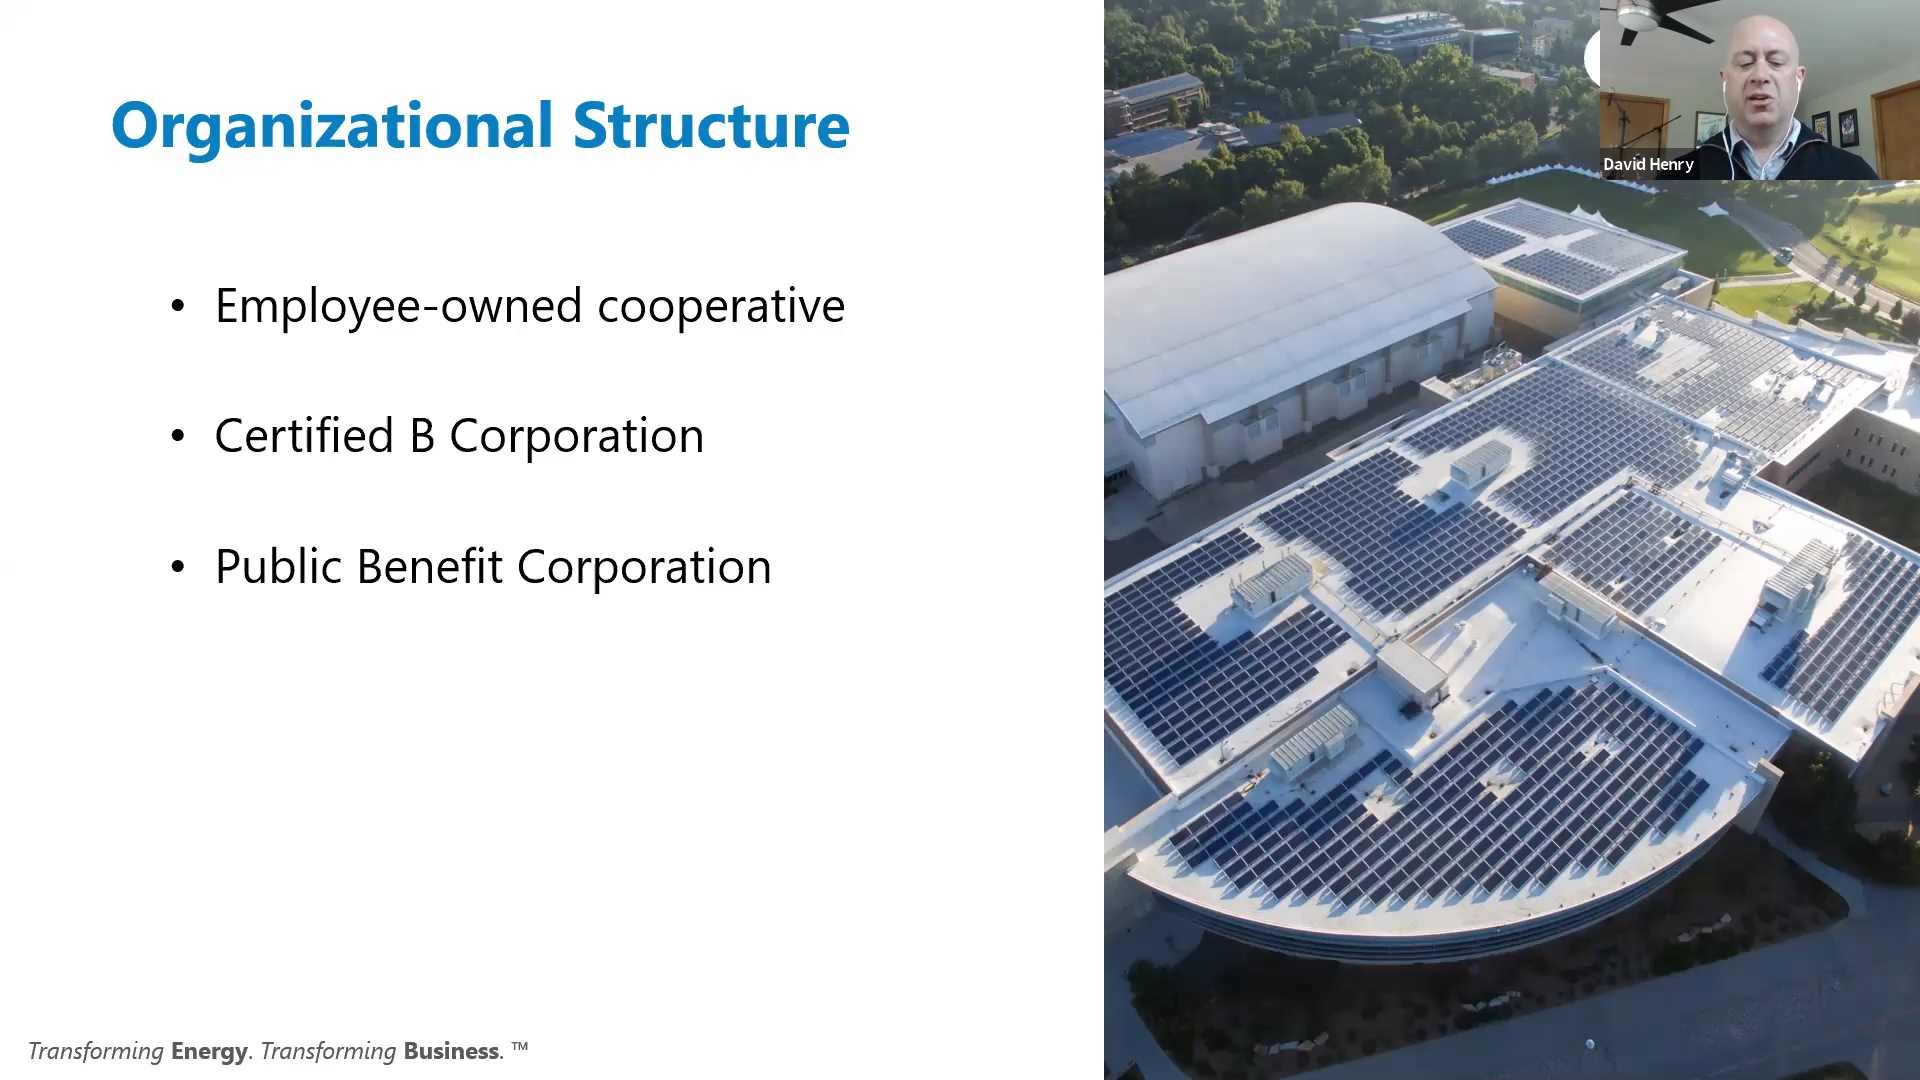 Organizational Structure
• Employee-owned cooperative
• Certified B Corporation
• Public Benefit Corporation
Transforming Energy. Transforming Business. ™
David Henry